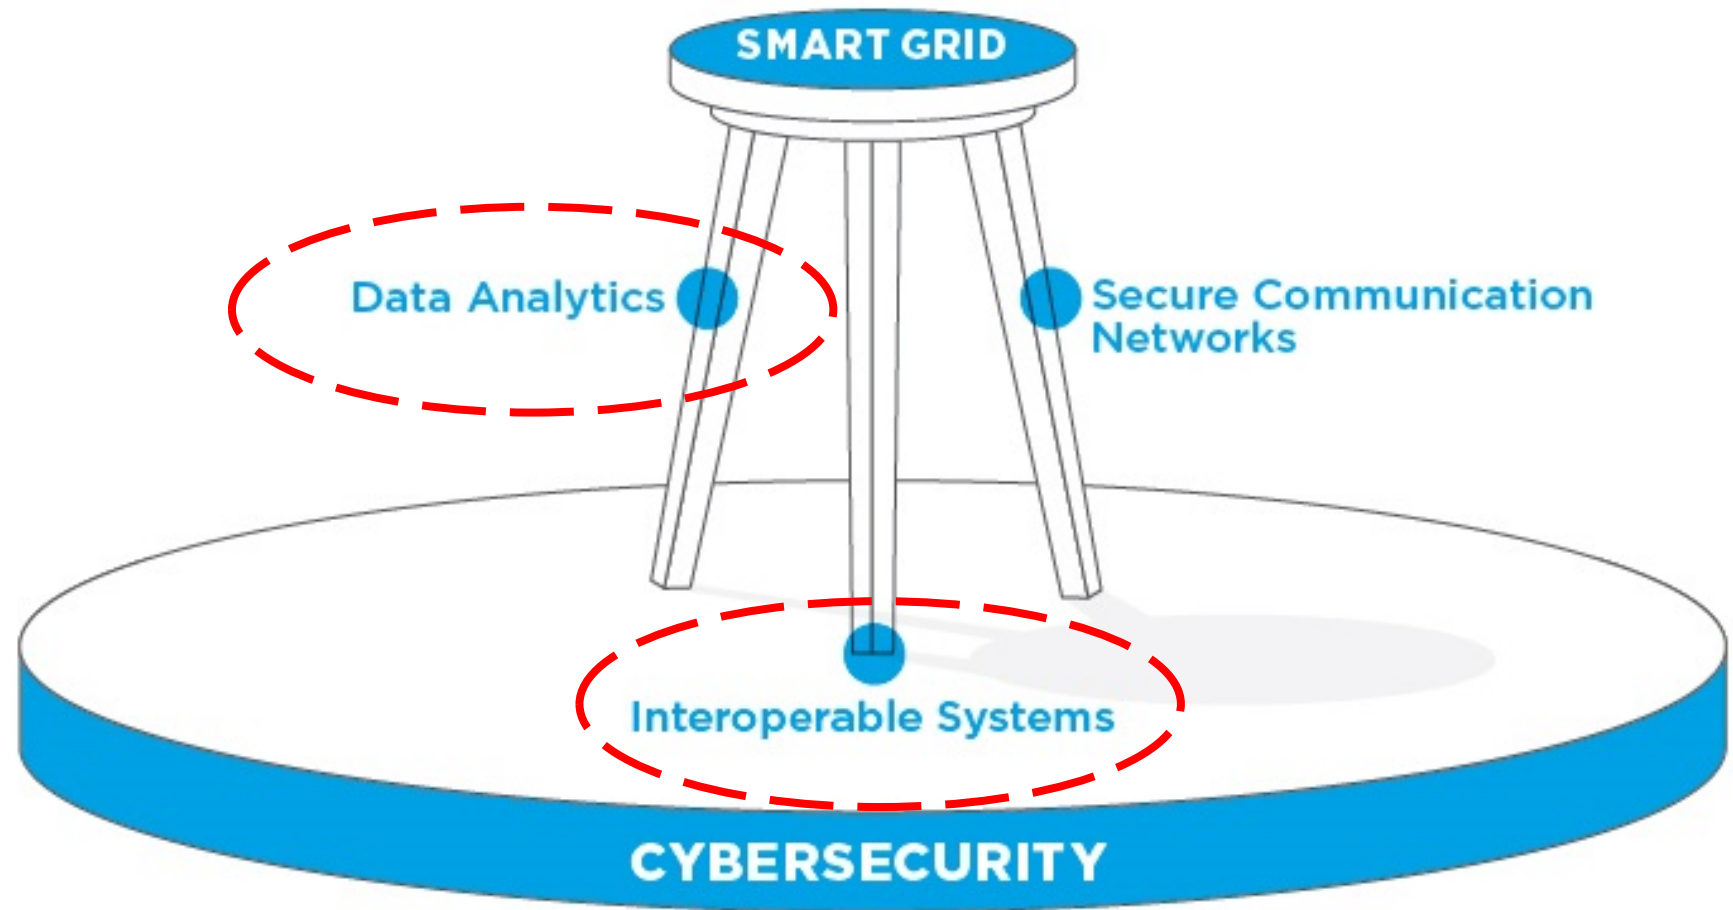 SMART GRID
Data Analytics
Secure Communication
Networks
Interoperable Systems
CYBERSECURITY